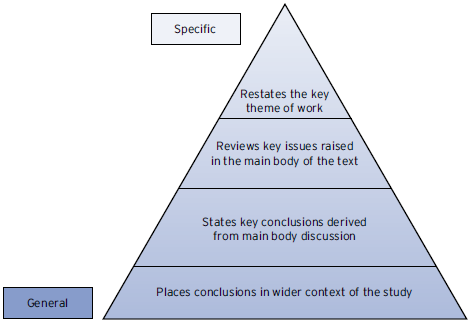 Specific
Restates the key
theme of work
Reviews key issues raised
in the main body of the text
States key conclusions derived
from main body discussion
Places conclusions in wider context of the study
General